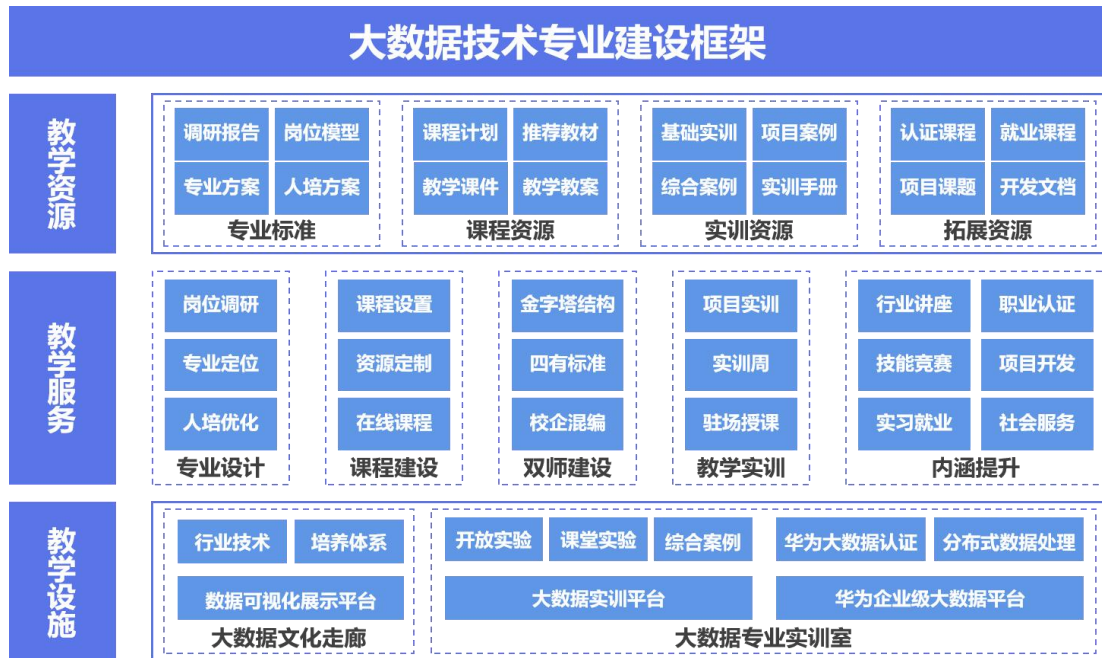 大数据技术专业建设框架
教学资源
调研报告 岗位模型 课程计划 推荐教材 基础实训 项目案例 认证课程 就业课程
专业方案 人培方案 教学课件 教学教案 综合案例 实训手册 项目课题 开发文档
专业标准 课程资源 实训资源 拓展资源
教学服务
岗位调研 课程设置 金字塔结构 项目实训 行业讲座 职业认证
专业定位 资源定制 四有标准 实训周 技能竞赛 项目开发
人培优化 在线课程 校企混编 驻场授课 实习就业 社会服务
专业设计 课程建设 双师建设 教学实训 内涵提升
教学设施
行业技术 培养体系 开放实验 课堂实验 综合案例 华为大数据认证 分布式数据处理
数据可视化展示平台 大数据实训平台 华为企业级大数据平台
大数据文化走廊 大数据专业实训室